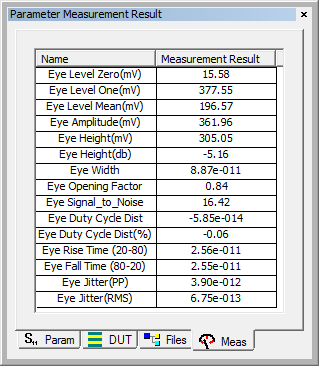 Parameter Measurement Result ×
Name Measurement Result
Eye Level Zero(mV) 15.58
Eye Level One(mV) 377.55
Eye Level Mean(mV) 196.57
Eye Amplitude(mV) 361.96
Eye Height(mV) 305.05
Eye Height(db) -5.16
Eye Width 8.87e-011
Eye Opening Factor 0.84
Eye Signal_to_Noise 16.42
Eye Duty Cycle Dist -5.85e-014
Eye Duty Cycle Dist(%) -0.06
Eye Rise Time (20-80) 2.56e-011
Eye Fall Time (80-20) 2.55e-011
Eye Jitter(PP) 3.90e-012
Eye Jitter(RMS) 6.75e-013
S11 Param DUT Files Meas